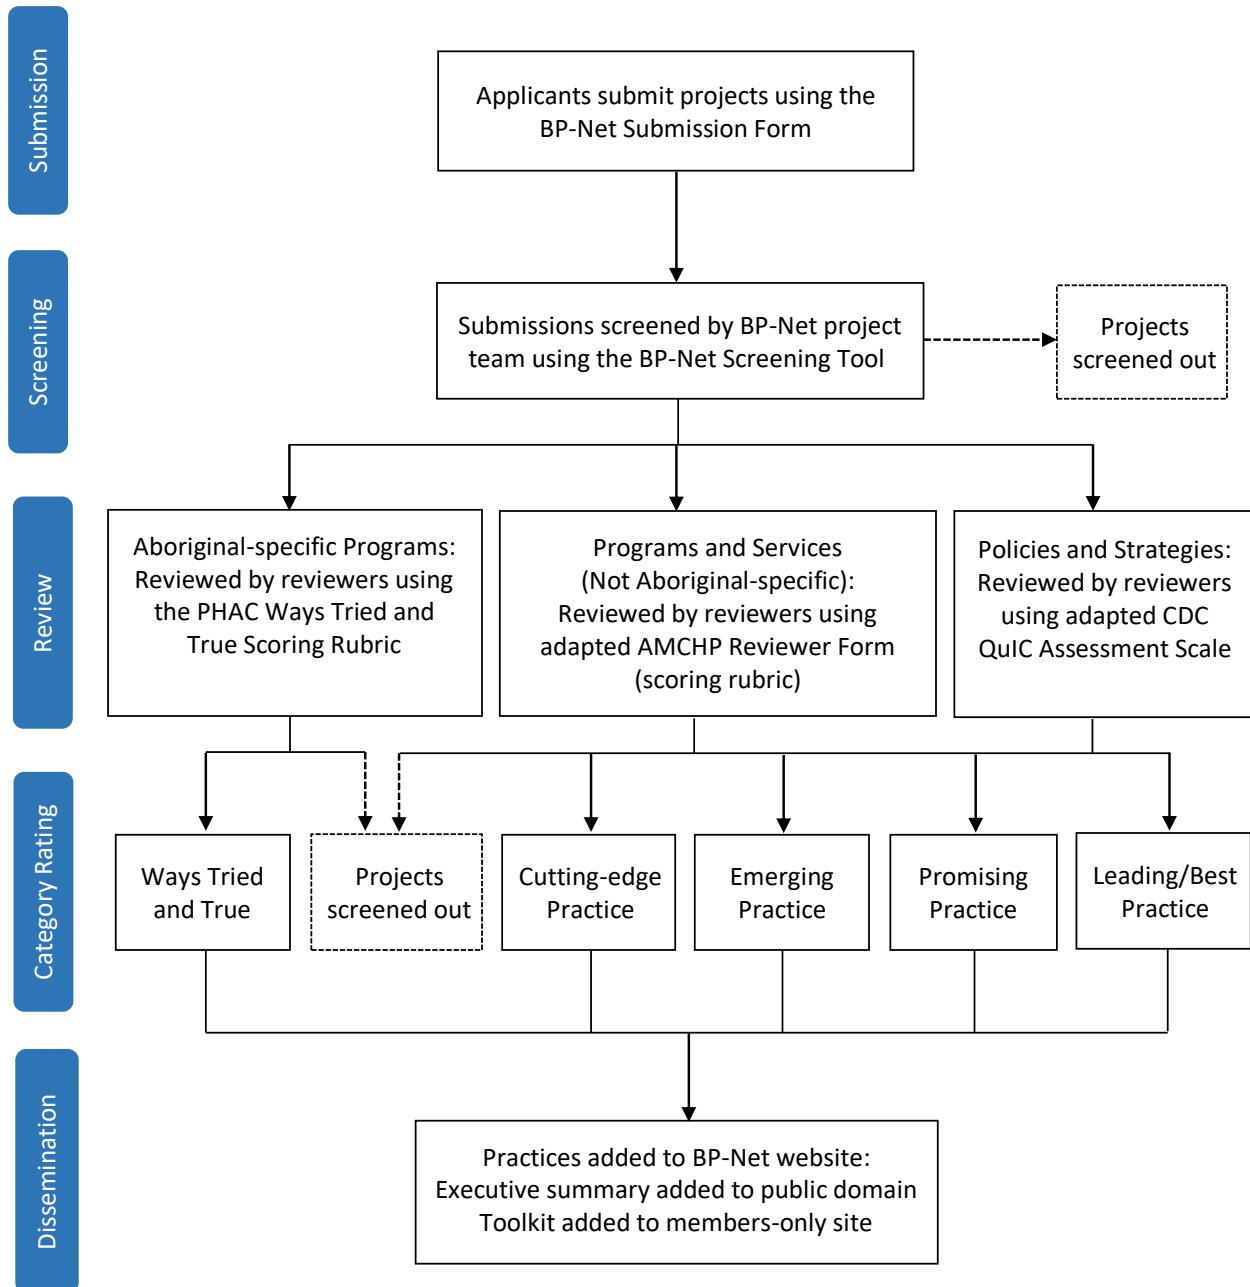 Submission
Applicants submit projects using the
BP-Net Submission Form
Screening
Submissions screened by BP-Net project
team using the BP-Net Screening Tool
Projects
screened out
Review
Aboriginal-specific Programs:
Reviewed by reviewers using
the PHAC Ways Tried and
True Scoring Rubric
Programs and Services
(Not Aboriginal-specific):
Reviewed by reviewers using
adapted AMCHP Reviewer Form
(scoring rubric)
Policies and Strategies:
Reviewed by reviewers
using adapted CDC
QuIC Assessment Scale
Category Rating
Ways Tried
and True
Projects
screened out
Cutting-edge
Practice
Emerging
Practice
Promising
Practice
Leading/Best
Practice
Dissemination
Practices added to BP-Net website:
Executive summary added to public domain
Toolkit added to members-only site